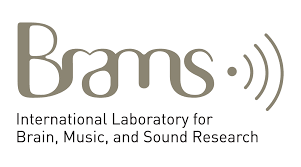 Brams
International Laboratory for
Brain, Music, and Sound Research